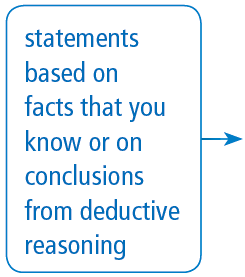 statements
based on
facts that you
know or on
conclusions
from deductive
reasoning